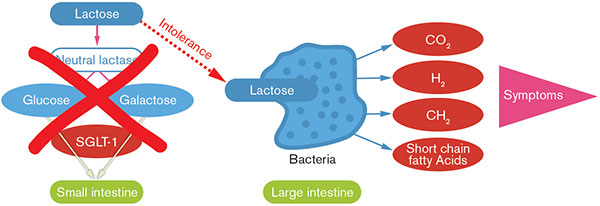 Lactose
Intolerance
Neutral lactase
Glucose
Galactose
SGLT-1
Small intestine
Lactose
Bacteria
Large intestine
CO2
H2
CH2
Short chain
fatty Acids
Symptoms